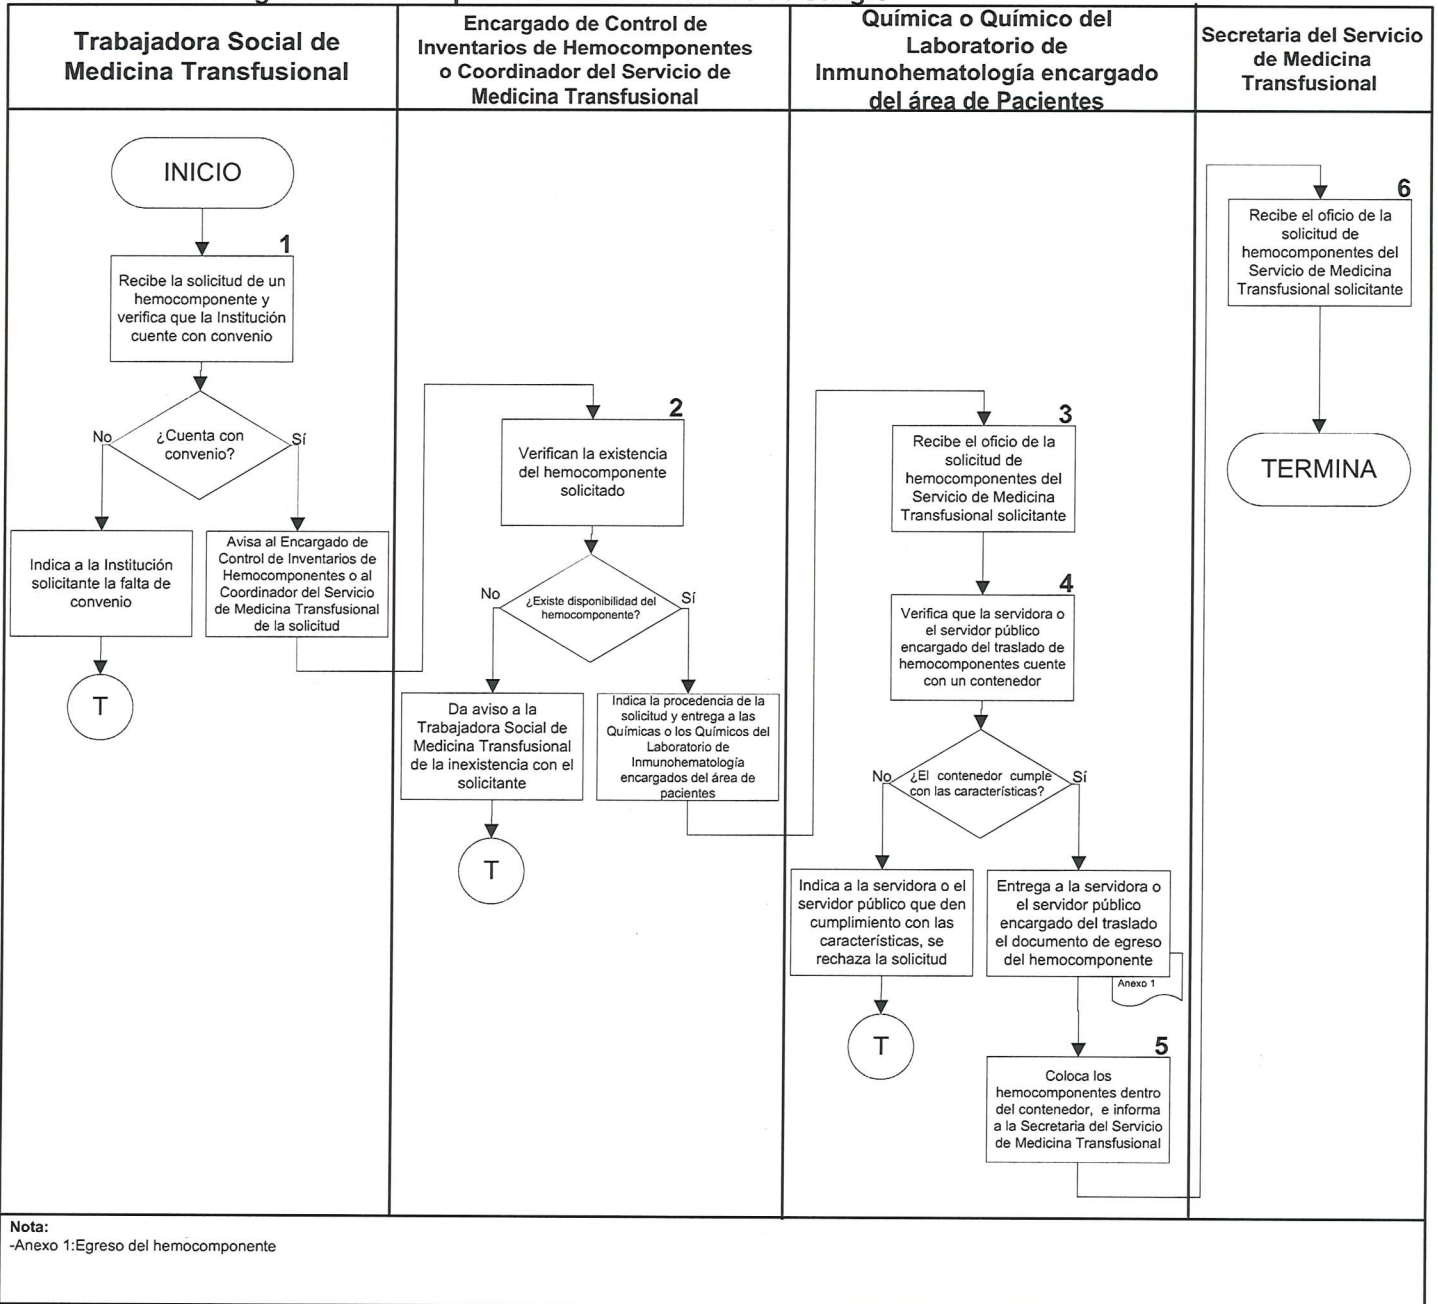 Trabajadora Social de
Medicina Transfusional
Encargado de Control de
Inventarios de Hemocomponentes
o Coordinador del Servicio de
Medicina Transfusional
Química o Químico del
Laboratorio de
Inmunohematología encargado
del área de Pacientes
Secretaria del Servicio
de Medicina
Transfusional
INICIO
1
Recibe la solicitud de un
hemocomponente y
verifica que la Institución
cuente con convenio
¿Cuenta con
convenio?
No
Sí
Indica a la Institución
solicitante la falta de
convenio
T
Avisa al Encargado de
Control de Inventarios de
Hemocomponentes o al
Coordinador del Servicio
de Medicina Transfusional
de la solicitud
2
Verifican la existencia
del hemocomponente
solicitado
¿Existe disponibilidad del
hemocomponente?
No
Sí
Da aviso a la
Trabajadora Social de
Medicina Transfusional
de la inexistencia con el
solicitante
T
Indica la procedencia de la
solicitud y entrega a las
Químicas o los Químicos del
Laboratorio de
Inmunohematología
encargados del área de
pacientes
3
Recibe el oficio de la
solicitud de
hemocomponentes del
Servicio de Medicina
Transfusional solicitante
4
Verifica que la servidora o
el servidor público
encargado del traslado de
hemocomponentes cuente
con un contenedor
¿El contenedor cumple
con las características?
No
Sí
Indica a la servidora o el
servidor público que den
cumplimiento con las
características, se
rechaza la solicitud
T
Entrega a la servidora o
el servidor público
encargado del traslado
el documento de egreso
del hemocomponente
Anexo 1
5
Coloca los
hemocomponentes dentro
del contenedor, e informa
a la Secretaria del Servicio
de Medicina Transfusional
6
Recibe el oficio de la
solicitud de
hemocomponentes del
Servicio de Medicina
Transfusional solicitante
TERMINA
Nota:
-Anexo 1:Egreso del hemocomponente